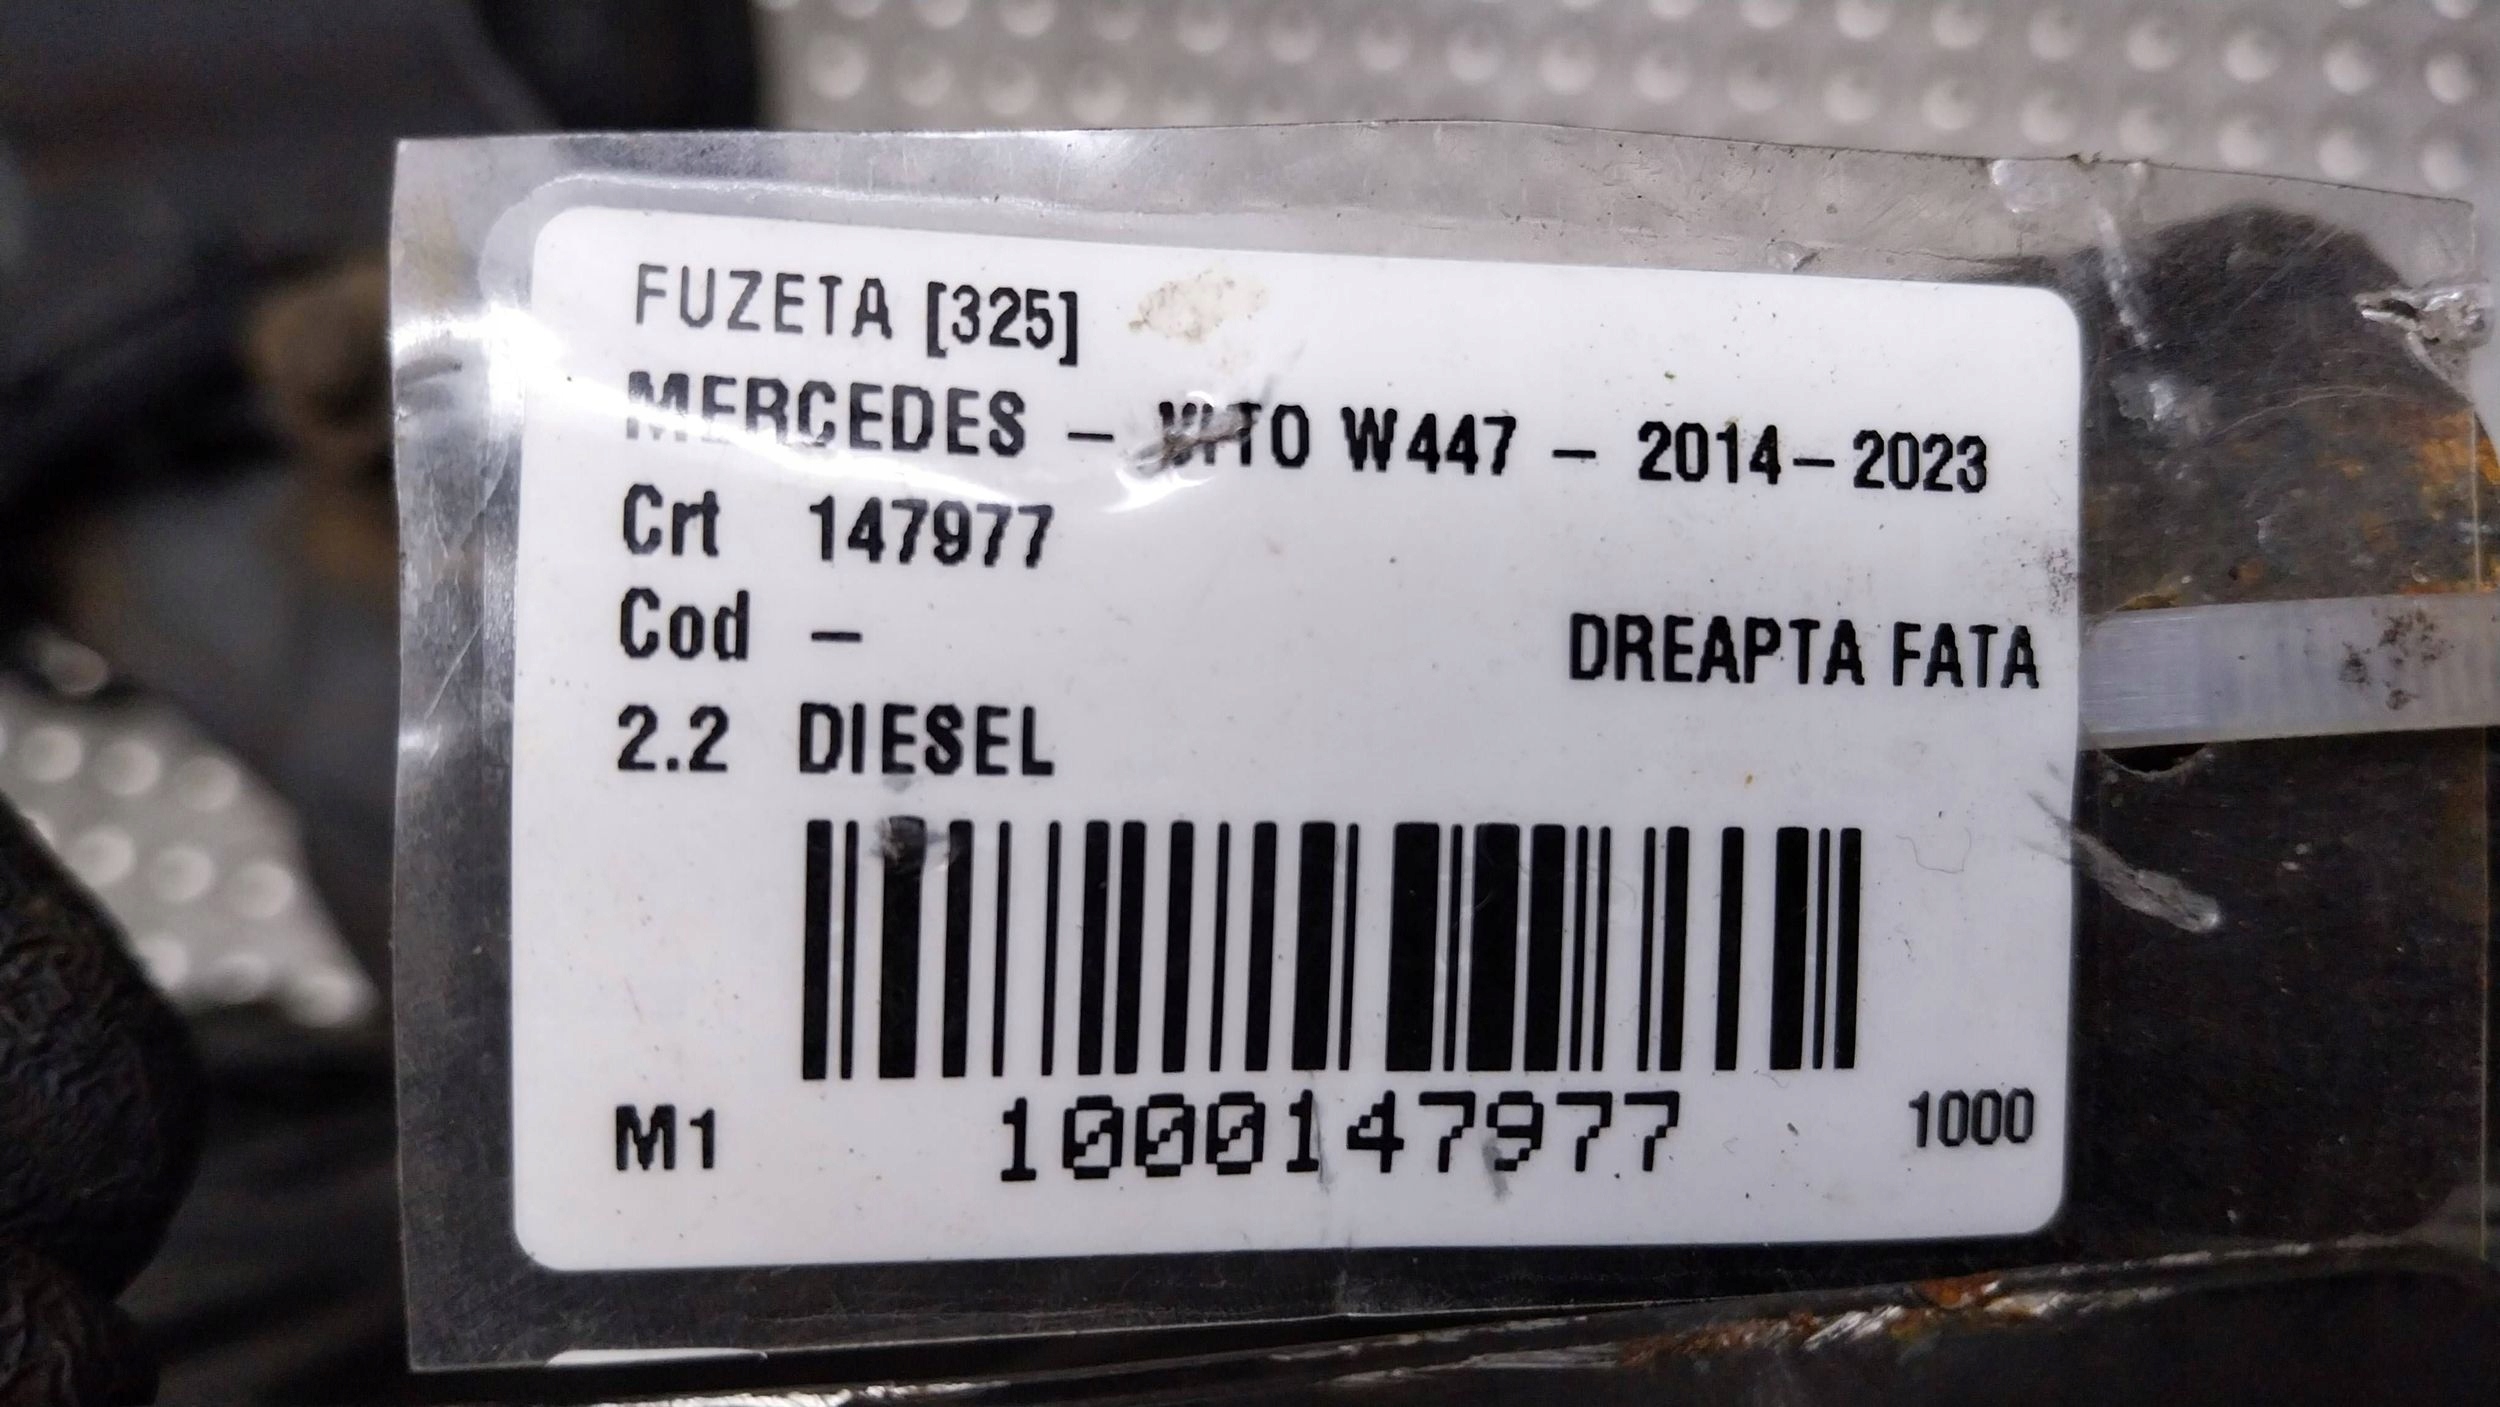 FUZETA [325]
MERCEDES - VITO W447 - 2014-2023
Crt 147977
Cod -
DREAPTA FATA
2.2 DIESEL
M1
1000147977
1000